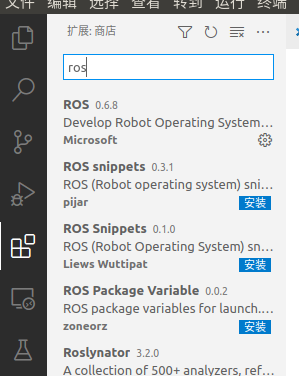 文件 编辑 选择 查看 转到 运行 终端
扩展: 商店
ros
ROS 0.6.8
Develop Robot Operating System...
Microsoft
ROS snippets 0.3.1
ROS (Robot operating system) sni...
pijar 安装
ROS Snippets 0.1.0
ROS (Robot Operating System) sn...
Liews Wuttipat 安装
ROS Package Variable 0.0.2
ROS package variables for launch....
zoneorz 安装
Roslynator 3.2.0
A collection of 500+ analyzers, ref...